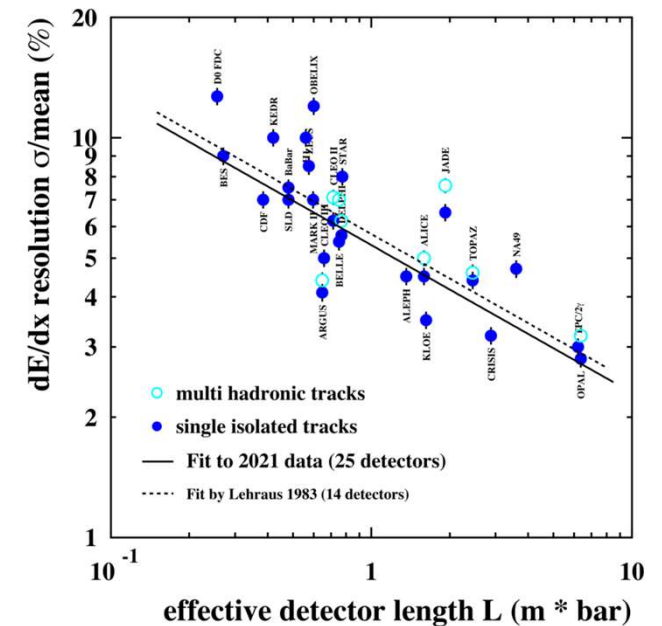 dE/dx resolution σ/mean (%)
20
10
9
8
7
6
5
4
3
2
1
D0 FDC
BES
CDF
KEDR
BaBar
SLD
OBELIX
CLEO II
STAR
DELPHI
MARK II
CLEO III
BELLE
ARGUS
JADE
ALICE
ALEPH
KLOE
TOPAZ
CRISIS
NA49
TPC/2γ
OPAL
multi hadronic tracks
single isolated tracks
Fit to 2021 data (25 detectors)
Fit by Lehraus 1983 (14 detectors)
10 -1
1
10
effective detector length L (m * bar)